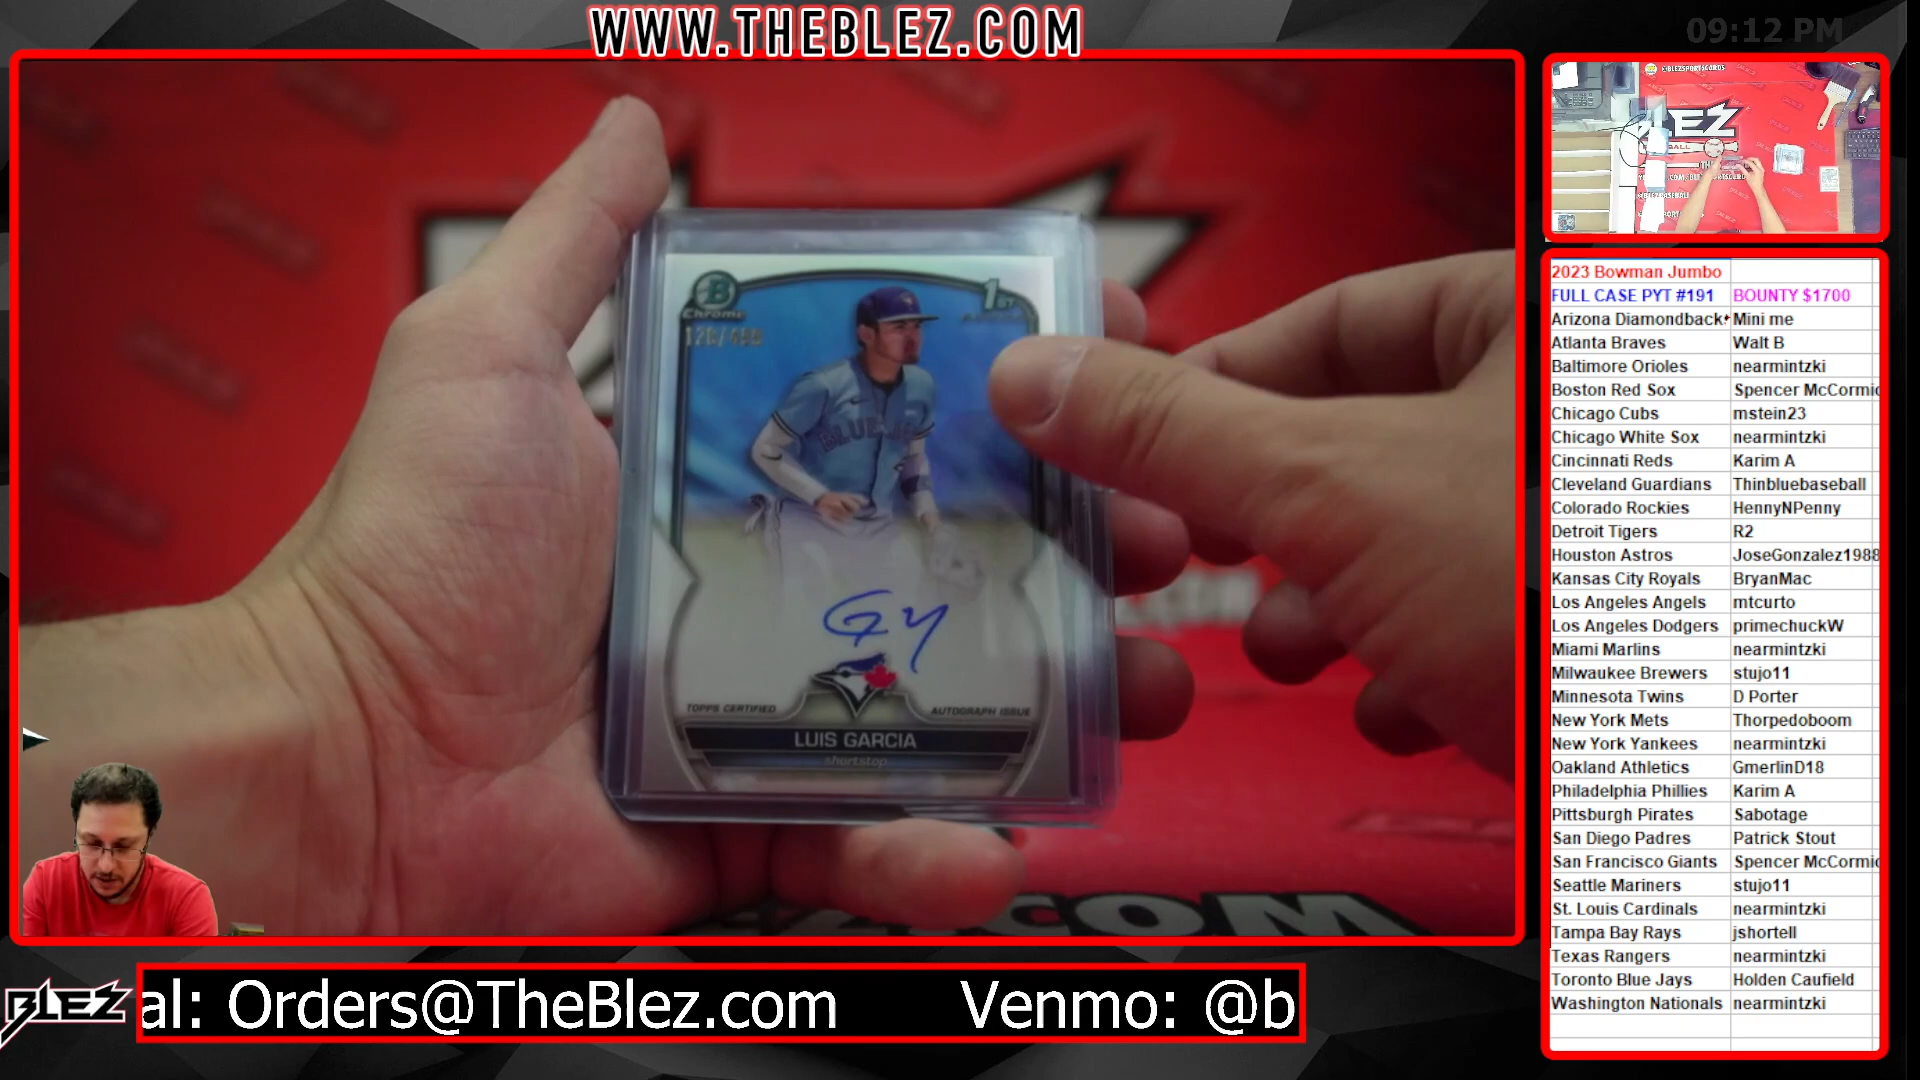 WWW.THEBLEZ.COM
09:12 PM
B
Chrome
1ST
LUIS GARCIA
shortstop
TOPPS CERTIFIED
AUTOGRAPH ISSUE
BLEZ
al: Orders@TheBlez.com Venmo: @b
2023 Bowman Jumbo
FULL CASE PYT #191 BOUNTY $1700
Arizona Diamondback Mini me
Atlanta Braves Walt B
Baltimore Orioles nearmintzki
Boston Red Sox Spencer McCormic
Chicago Cubs mstein23
Chicago White Sox nearmintzki
Cincinnati Reds Karim A
Cleveland Guardians Thinbluebaseball
Colorado Rockies HennyNPenny
Detroit Tigers R2
Houston Astros JoseGonzalez1988
Kansas City Royals BryanMac
Los Angeles Angels mtcurto
Los Angeles Dodgers primechuckW
Miami Marlins nearmintzki
Milwaukee Brewers stujo11
Minnesota Twins D Porter
New York Mets Thorpedoboom
New York Yankees nearmintzki
Oakland Athletics GmerlinD18
Philadelphia Phillies Karim A
Pittsburgh Pirates Sabotage
San Diego Padres Patrick Stout
San Francisco Giants Spencer McCormic
Seattle Mariners stujo11
St. Louis Cardinals nearmintzki
Tampa Bay Rays jshortell
Texas Rangers nearmintzki
Toronto Blue Jays Holden Caufield
Washington Nationals nearmintzki